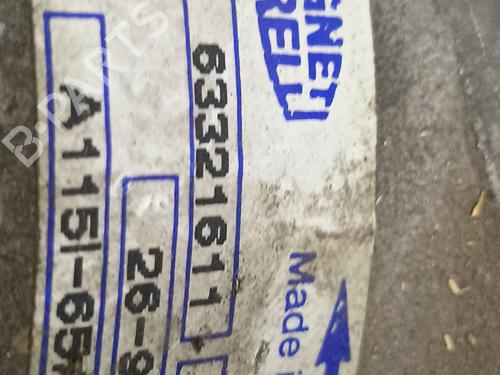 GNETI
RELLI
63321611
26-9
A115I-65
Made i
B-PARTS